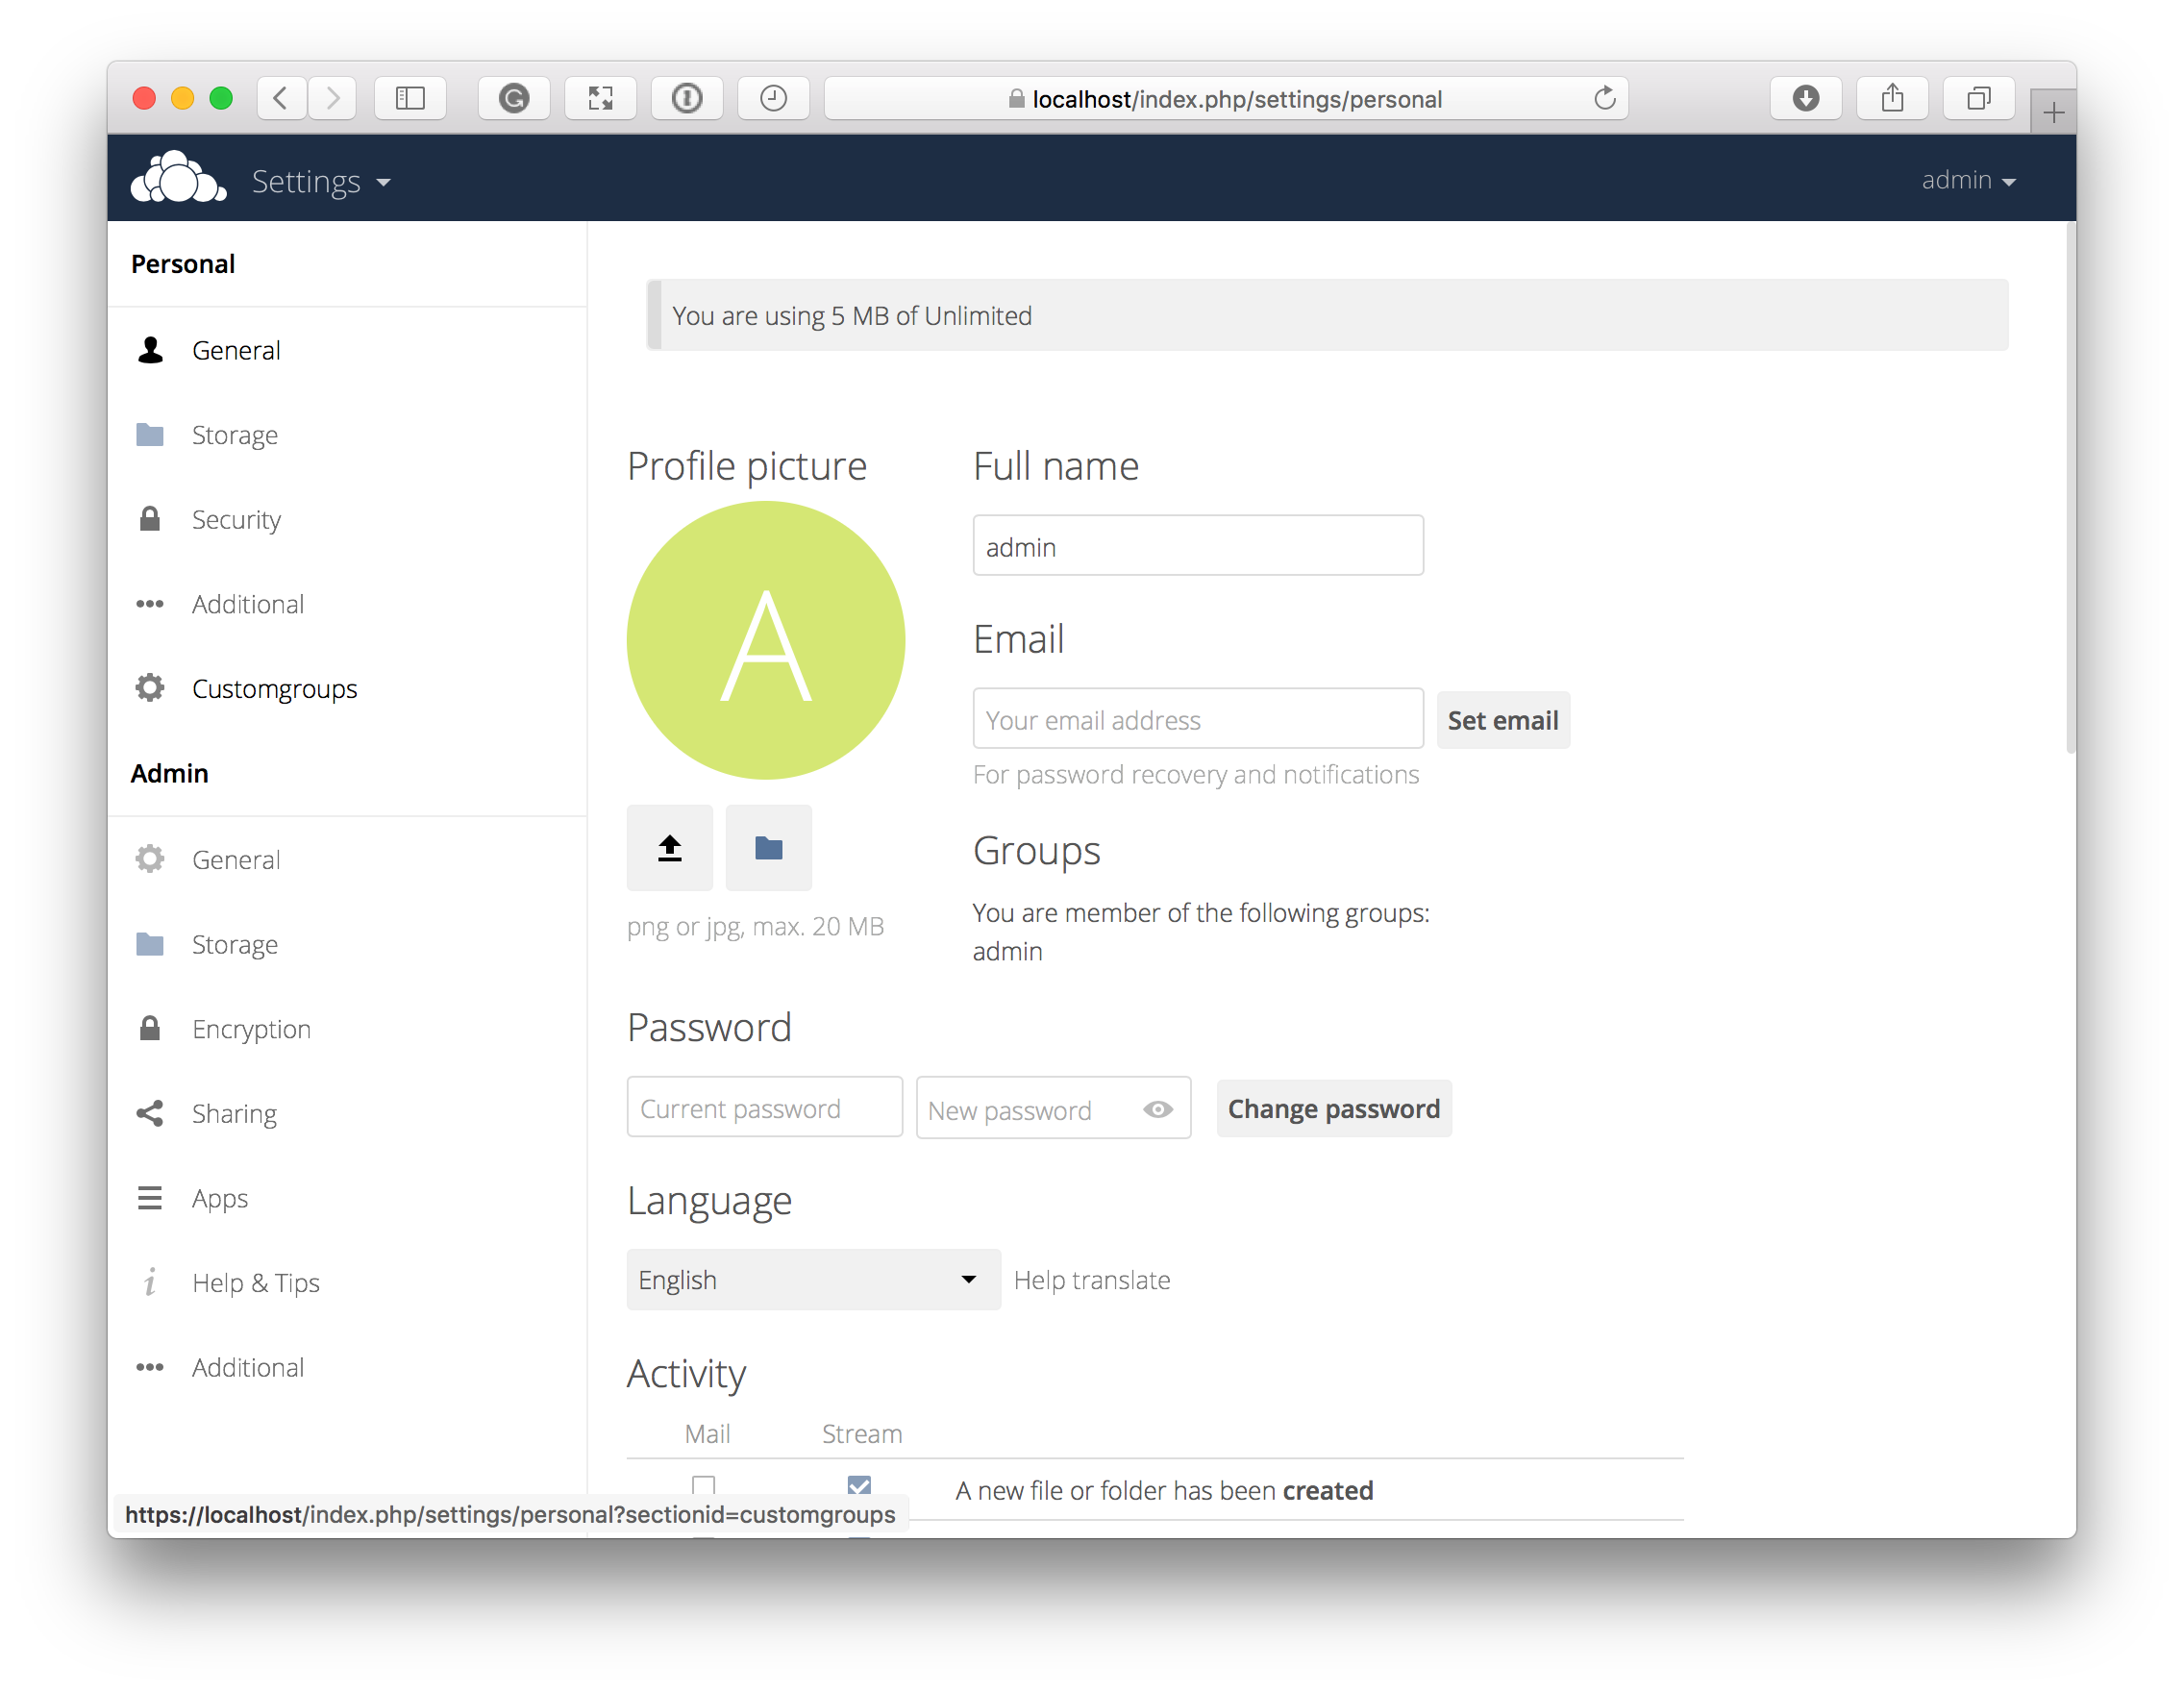 localhost/index.php/settings/personal
Settings
admin
Personal
General
Storage
Security
Additional
Customgroups
Admin
General
Storage
Encryption
Sharing
Apps
Help & Tips
Additional
You are using 5 MB of Unlimited
Profile picture
A
png or jpg, max. 20 MB
Full name
admin
Email
Your email address
Set email
For password recovery and notifications
Groups
You are member of the following groups:
admin
Password
Current password
New password
Change password
Language
English
Help translate
Activity
Mail Stream
A new file or folder has been created
https://localhost/index.php/settings/personal?sectionid=customgroups